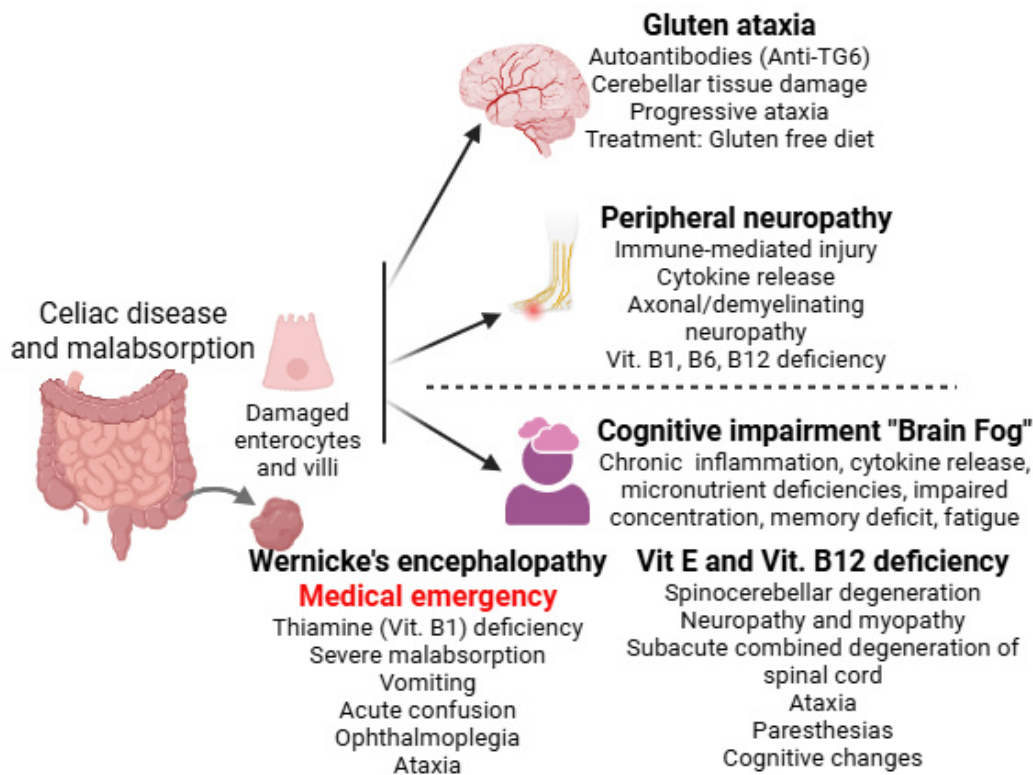 Gluten ataxia
Autoantibodies (Anti-TG6)
Cerebellar tissue damage
Progressive ataxia
Treatment: Gluten free diet
Peripheral neuropathy
Immune-mediated injury
Cytokine release
Axonal/demyelinating
neuropathy
Vit. B1, B6, B12 deficiency
Celiac disease
and malabsorption
Damaged
enterocytes
and villi
Cognitive impairment "Brain Fog"
Chronic inflammation, cytokine release,
micronutrient deficiencies, impaired
concentration, memory deficit, fatigue
Wernicke's encephalopathy
Medical emergency
Thiamine (Vit. B1) deficiency
Severe malabsorption
Vomiting
Acute confusion
Ophthalmoplegia
Ataxia
Vit E and Vit. B12 deficiency
Spinocerebellar degeneration
Neuropathy and myopathy
Subacute combined degeneration of
spinal cord
Ataxia
Paresthesias
Cognitive changes